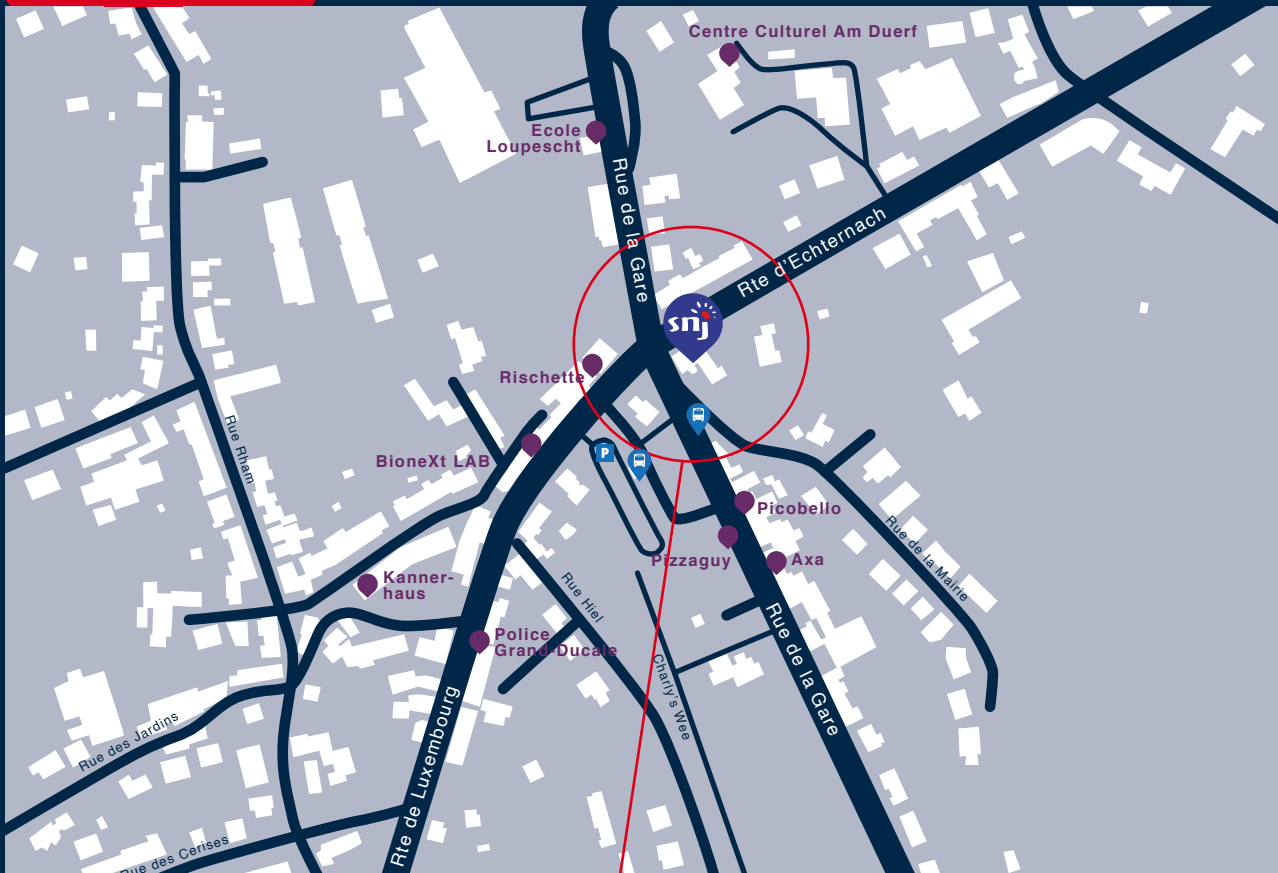 Centre Culturel Am Duerf
Ecole
Loupescht
Rue de la Gare
Rte d'Echternach
snj
Rischette
Rue Rham
BioneXt LAB
P
Picobello
Pizzaguy
Axa
Rue de la Mairie
Kanner-
haus
Rue Hiel
Police
Grand-Ducale
Charly's Wee
Rue de la Gare
Rte de Luxembourg
Rue des Jardins
Rue des Cerises